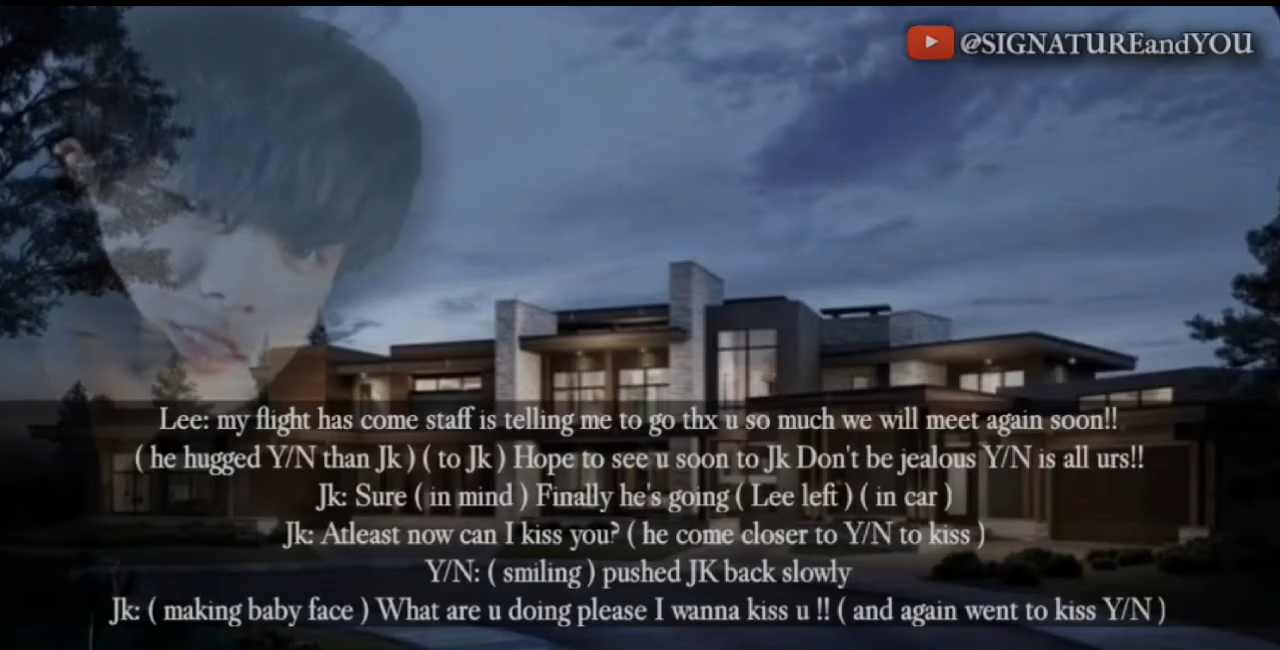 @SIGNATUREandYOU
Lee: my flight has come staff is telling me to go thx u so much we will meet again soon!!
( he hugged Y/N than Jk ) ( to Jk ) Hope to see u soon to Jk Don't be jealous Y/N is all urs!!
Jk: Sure ( in mind ) Finally he's going ( Lee left ) ( in car )
Jk: Atleast now can I kiss you? ( he come closer to Y/N to kiss )
Y/N: ( smiling ) pushed JK back slowly
Jk: ( making baby face ) What are u doing please I wanna kiss u !! ( and again went to kiss Y/N )